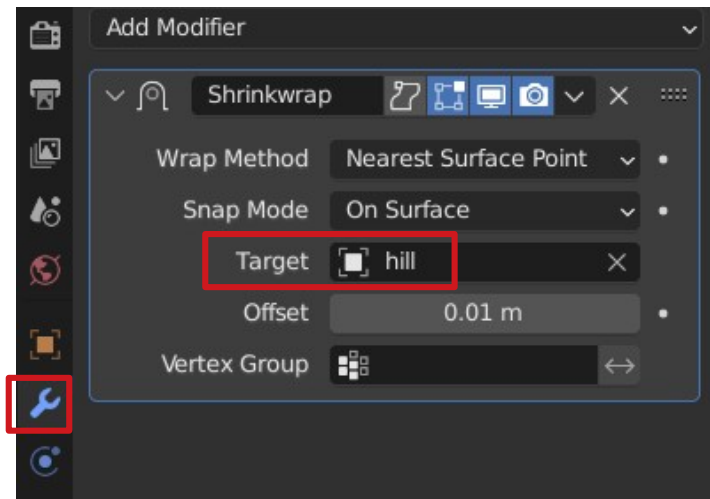 Add Modifier
Shrinkwrap
Wrap Method Nearest Surface Point
Snap Mode On Surface
Target hill
Offset 0.01 m
Vertex Group